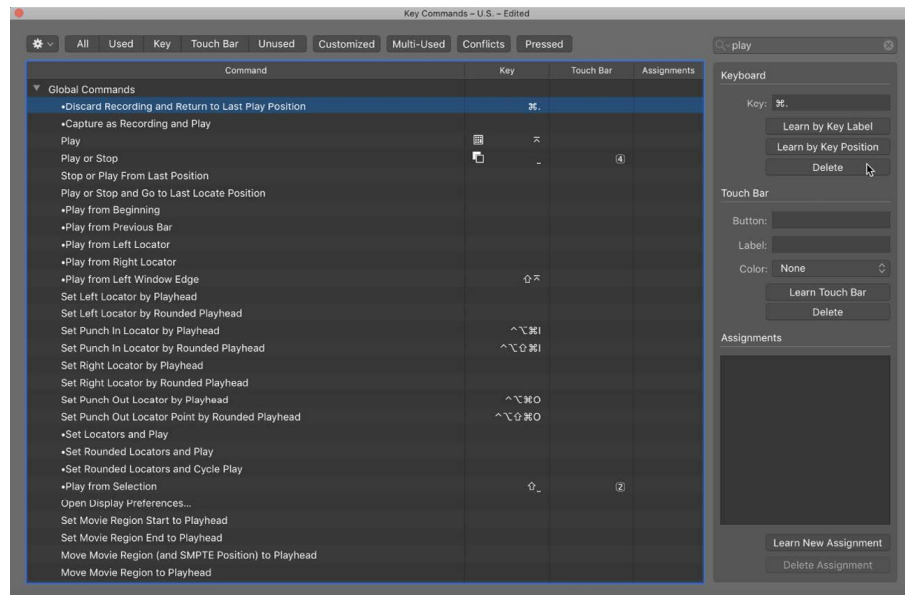 Key Commands – U.S. – Edited
All Used Key Touch Bar Unused Customized Multi-Used Conflicts Pressed play
Command Key Touch Bar Assignments
Global Commands
•Discard Recording and Return to Last Play Position ⌘.
•Capture as Recording and Play
Play ⌅
Play or Stop _ ④
Stop or Play From Last Position
Play or Stop and Go to Last Locate Position
•Play from Beginning
•Play from Previous Bar
•Play from Left Locator
•Play from Right Locator
•Play from Left Window Edge ⇧⌅
Set Left Locator by Playhead
Set Left Locator by Rounded Playhead
Set Punch In Locator by Playhead ^⌥⌘I
Set Punch In Locator by Rounded Playhead ^⌥⇧⌘I
Set Right Locator by Playhead
Set Right Locator by Rounded Playhead
Set Punch Out Locator by Playhead ^⌥⌘O
Set Punch Out Locator Point by Rounded Playhead ^⌥⇧⌘O
•Set Locators and Play
•Set Rounded Locators and Play
•Set Rounded Locators and Cycle Play
•Play from Selection ⇧_ ②
Open Display Preferences...
Set Movie Region Start to Playhead
Set Movie Region End to Playhead
Move Movie Region (and SMPTE Position) to Playhead
Move Movie Region to Playhead
Keyboard
Key: ⌘.
Learn by Key Label
Learn by Key Position
Delete
Touch Bar
Button:
Label:
Color: None
Learn Touch Bar
Delete
Assignments
Learn New Assignment
Delete Assignment